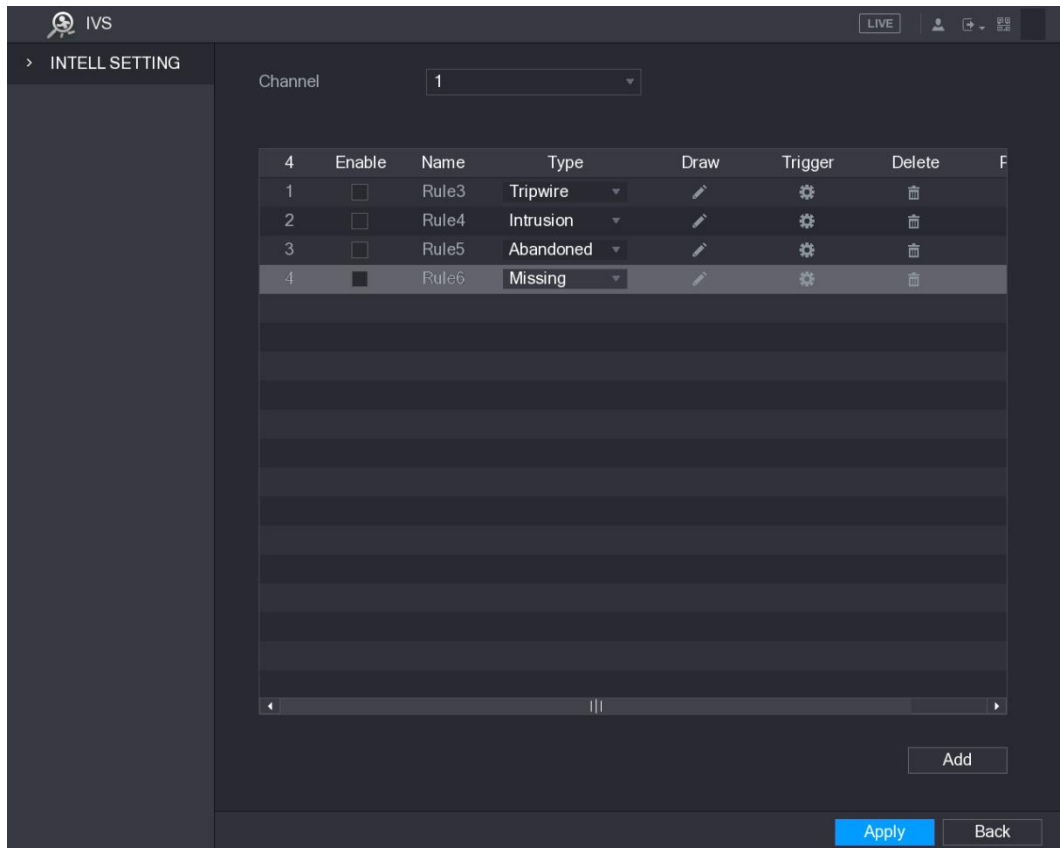 IVS LIVE
INTELL SETTING
Channel 1
4 Enable Name Type Draw Trigger Delete
1 Rule3 Tripwire
2 Rule4 Intrusion
3 Rule5 Abandoned
4 Rule6 Missing
Add
Apply Back